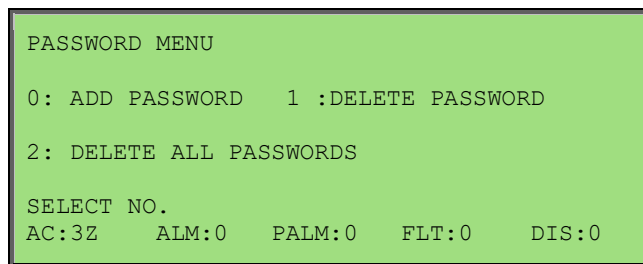 PASSWORD MENU
0: ADD PASSWORD 1 :DELETE PASSWORD
2: DELETE ALL PASSWORDS
SELECT NO.
AC:3Z ALM:0 PALM:0 FLT:0 DIS:0